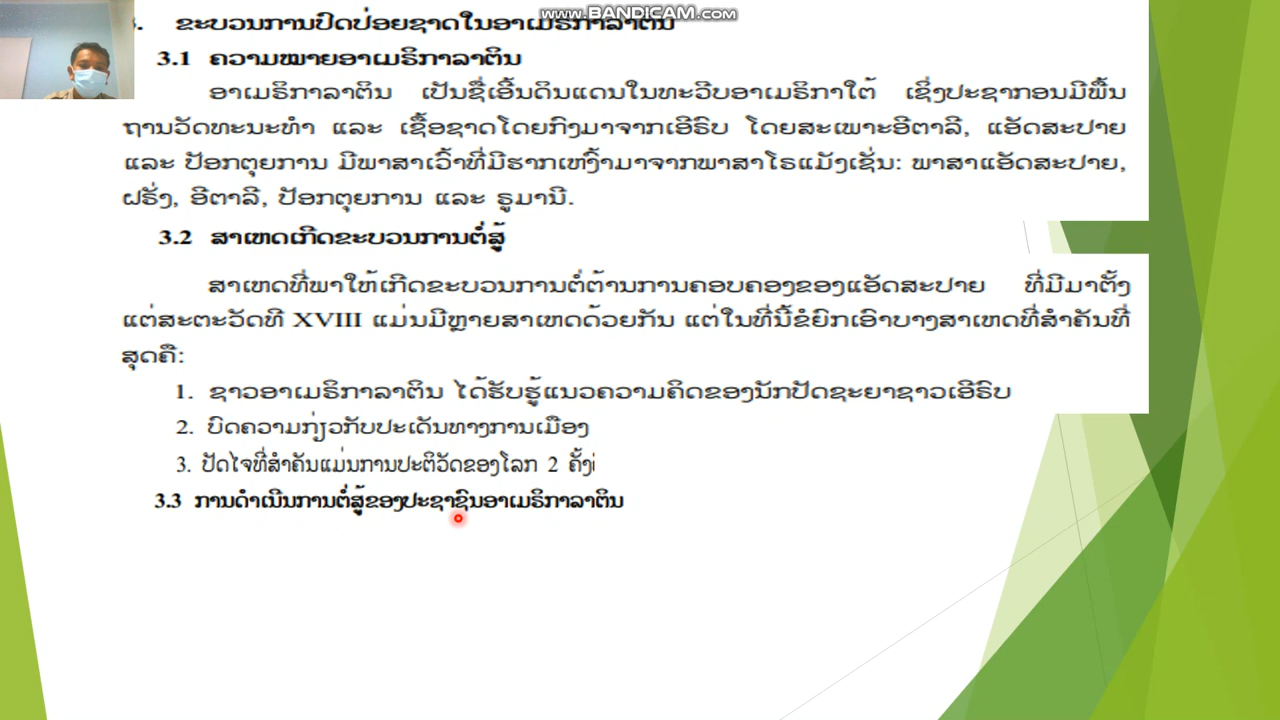 www.BANDICAM.com
3. ຂະບວນການປົດປ່ອຍຊາດໃນອາເມຣິກາລາຕິນ
3.1 ຄວາມໝາຍອາເມຣິກາລາຕິນ
ອາເມຣິກາລາຕິນ ເປັນຊື່ເອີ້ນດິນແດນໃນທະວີບອາເມຣິກາໃຕ້ ເຊິ່ງປະຊາກອນມີພື້ນ
ຖານວັດທະນະທຳ ແລະ ເຊື້ອຊາດໂດຍກົງມາຈາກເອີຣົບ ໂດຍສະເພາະອີຕາລີ, ແອັດສະປາຍ
ແລະ ປັອກຕຸຍການ ມີພາສາເວົ້າທີ່ມີຮາກເຫງົ້າມາຈາກພາສາໂຣແມັງເຊັ່ນ: ພາສາແອັດສະປາຍ,
ຝຣັ່ງ, ອີຕາລີ, ປັອກຕຸຍການ ແລະ ຣູມານີ.
3.2 ສາເຫດເກີດຂະບວນການຕໍ່ສູ້
ສາເຫດທີ່ພາໃຫ້ເກີດຂະບວນການຕໍ່ຕ້ານການຄອບຄອງຂອງແອັດສະປາຍ ທີ່ມີມາຕັ້ງ
ແຕ່ສະຕະວັດທີ XVIII ແມ່ນມີຫຼາຍສາເຫດດ້ວຍກັນ ແຕ່ໃນທີ່ນີ້ຂໍຍົກເອົາບາງສາເຫດທີ່ສຳຄັນທີ່
ສຸດຄື:
1. ຊາວອາເມຣິກາລາຕິນ ໄດ້ຮັບຮູ້ແນວຄວາມຄິດຂອງນັກປັດຊະຍາຊາວເອີຣົບ
2. ບົດຄວາມກ່ຽວກັບປະເດັນທາງການເມືອງ
3. ປັດໄຈທີ່ສຳຄັນແມ່ນການປະຕິວັດຂອງໂລກ 2 ຄັ້ງ
3.3 ການດຳເນີນການຕໍ່ສູ້ຂອງປະຊາຊົນອາເມຣິກາລາຕິນ